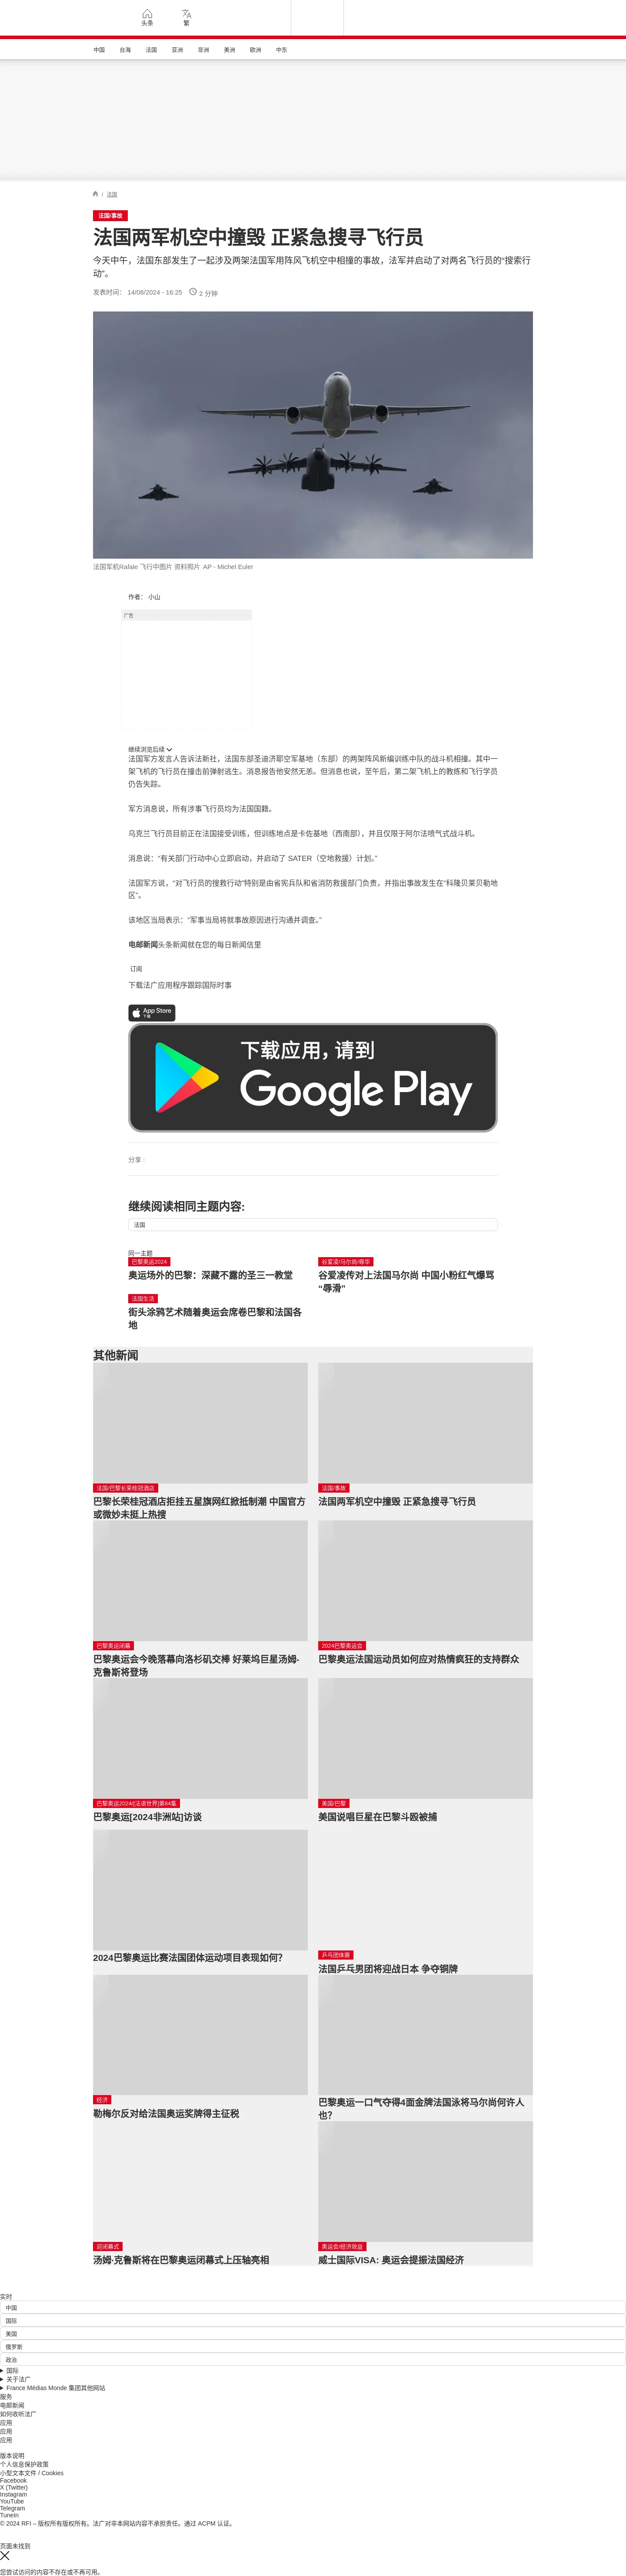 头条
繁
中国 台海 法国 亚洲 非洲 美洲 欧洲 中东
/ 法国
法国/事故
法国两军机空中撞毁 正紧急搜寻飞行员
今天中午，法国东部发生了一起涉及两架法国军用阵风飞机空中相撞的事故，法军并启动了对两名飞行员的“搜索行
动”。
发表时间： 14/08/2024 - 16:25 2 分钟
法国军机Rafale 飞行中图片 资料照片 AP - Michel Euler
作者： 小山
广告
继续浏览后续
法国军方发言人告诉法新社，法国东部圣迪济耶空军基地（东部）的两架阵风新编训练中队的战斗机相撞。其中一
架飞机的飞行员在撞击前弹射逃生。消息报告他安然无恙。但消息也说，至午后，第二架飞机上的教练和飞行学员
仍告失踪。
军方消息说，所有涉事飞行员均为法国国籍。
乌克兰飞行员目前正在法国接受训练，但训练地点是卡佐基地（西南部），并且仅限于阿尔法喷气式战斗机。
消息说：“有关部门行动中心立即启动，并启动了 SATER（空地救援）计划。”
法国军方说，“对飞行员的搜救行动”特别是由省宪兵队和省消防救援部门负责，并指出事故发生在“科隆贝莱贝勒地
区”。
该地区当局表示：“军事当局将就事故原因进行沟通并调查。”
电邮新闻头条新闻就在您的每日新闻信里
订阅
下载法广应用程序跟踪国际时事
App Store
下载
下载应用，请到
Google Play
分享 :
继续阅读相同主题内容:
法国
同一主题
巴黎奥运2024
奥运场外的巴黎：深藏不露的圣三一教堂
谷爱凌/马尔尚/辱华
谷爱凌传对上法国马尔尚 中国小粉红气爆骂
“辱滑”
法国生活
街头涂鸦艺术随着奥运会席卷巴黎和法国各
地
其他新闻
法国/巴黎长荣桂冠酒店
巴黎长荣桂冠酒店拒挂五星旗网红掀抵制潮 中国官方
或微妙未挺上热搜
法国/事故
法国两军机空中撞毁 正紧急搜寻飞行员
巴黎奥运闭幕
巴黎奥运会今晚落幕向洛杉矶交棒 好莱坞巨星汤姆-
克鲁斯将登场
2024巴黎奥运会
巴黎奥运法国运动员如何应对热情疯狂的支持群众
巴黎奥运2024/[法语世界]第84集
巴黎奥运[2024非洲站]访谈
美国/巴黎
美国说唱巨星在巴黎斗殴被捕
2024巴黎奥运比赛法国团体运动项目表现如何？
乒乓团体赛
法国乒乓男团将迎战日本 争夺铜牌
经济
勒梅尔反对给法国奥运奖牌得主征税
巴黎奥运一口气夺得4面金牌法国泳将马尔尚何许人
也？
迎闭幕式
汤姆·克鲁斯将在巴黎奥运闭幕式上压轴亮相
奥运会/经济效益
威士国际VISA: 奥运会提振法国经济
实时
中国
国际
美国
俄罗斯
政治
国际
关于法广
France Médias Monde 集团其他网站
服务
电邮新闻
如何收听法广
应用
应用
应用
版本说明
个人信息保护政策
小型文本文件 / Cookies
Facebook
X (Twitter)
Instagram
YouTube
Telegram
TuneIn
© 2024 RFI – 版权所有版权所有。法广对非本网站内容不承担责任。通过 ACPM 认证。
页面未找到
您尝试访问的内容不存在或不再可用。